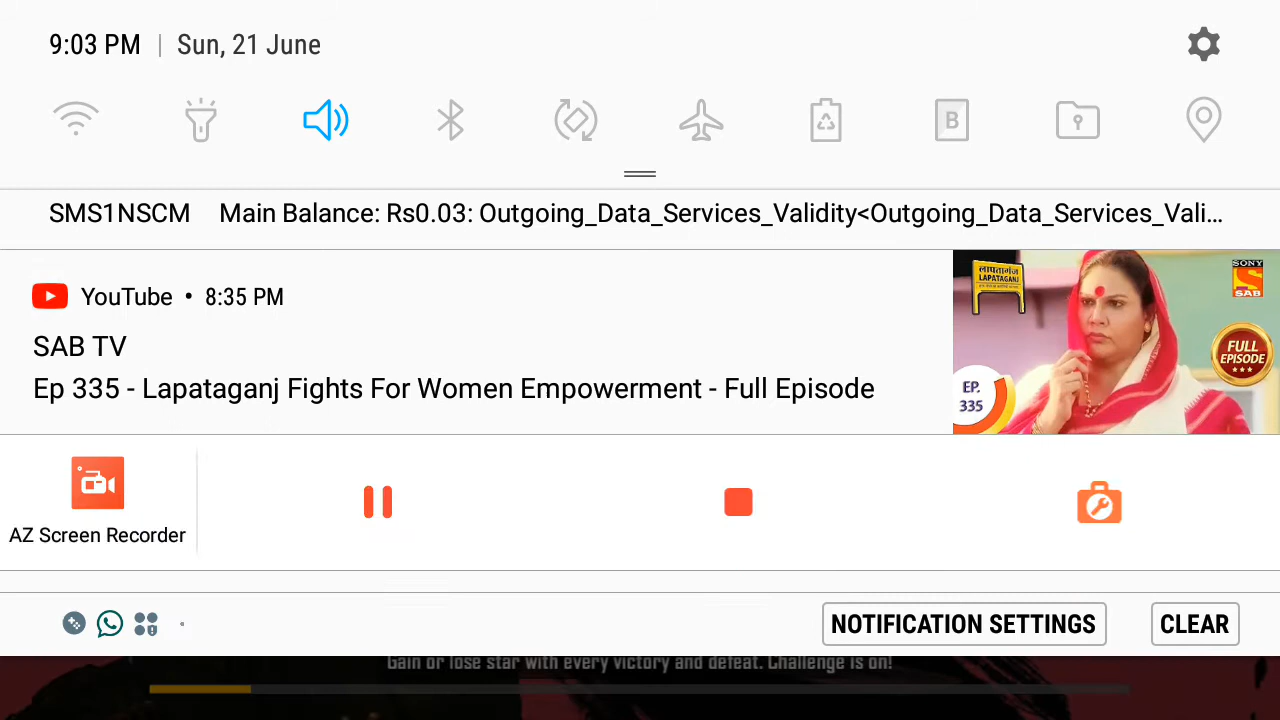 9:03 PM | Sun, 21 June
B
SMS1NSCM Main Balance: Rs0.03: Outgoing_Data_Services_Validity<Outgoing_Data_Services_Vali...
YouTube • 8:35 PM
SAB TV
Ep 335 - Lapataganj Fights For Women Empowerment - Full Episode
लापतागंज
LAPATAGANJ
SONY
SAB
FULL
EPISODE
EP.
335
AZ Screen Recorder
NOTIFICATION SETTINGS
CLEAR
Gain or lose star with every victory and defeat. Challenge is on!